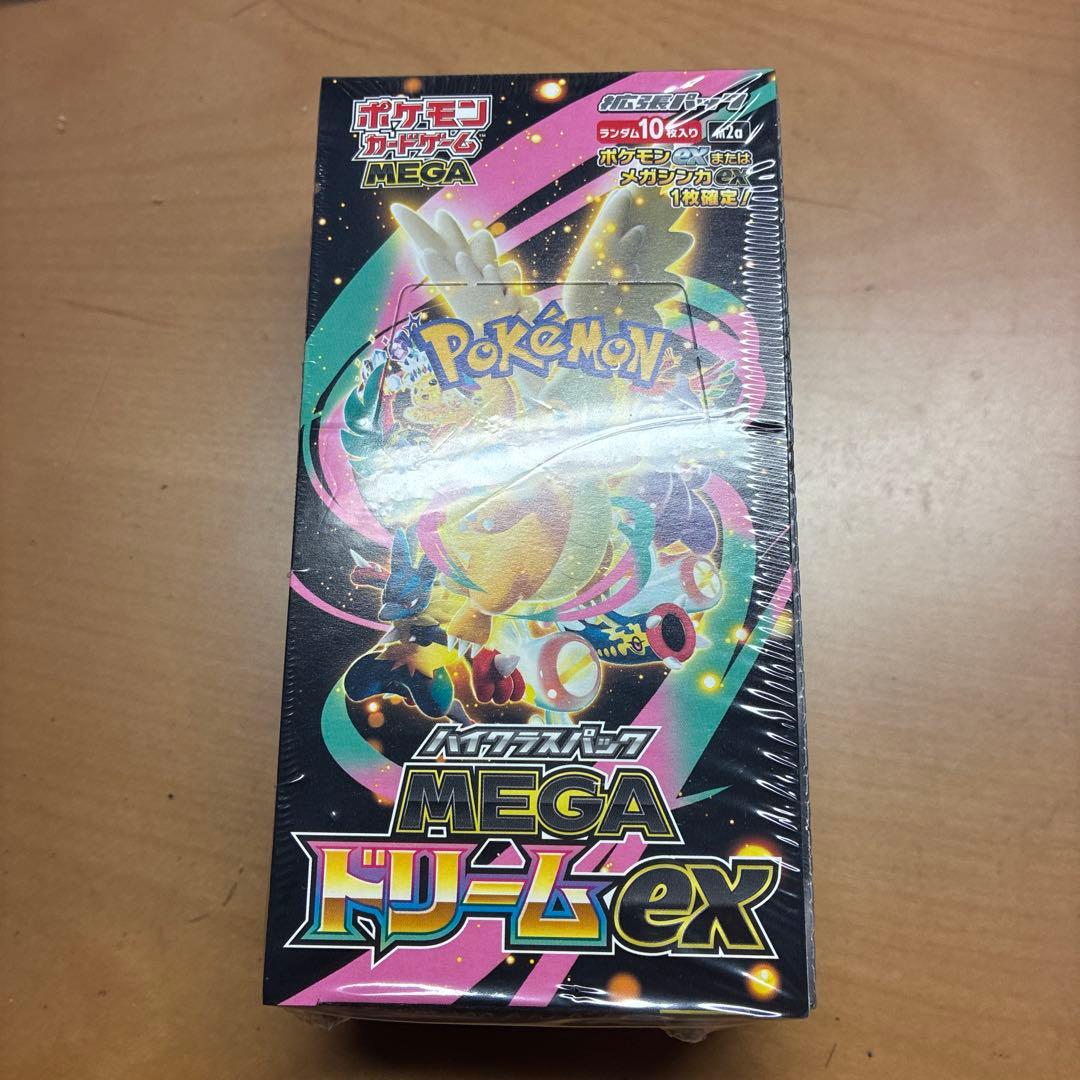 ポケモン
カードゲーム
MEGA
拡張パック
ランダム10枚入り m2a
ポケモンexまたは
メガシンカex
1枚確定!
POKéMON
ハイクラスパック
MEGA
ドリームex